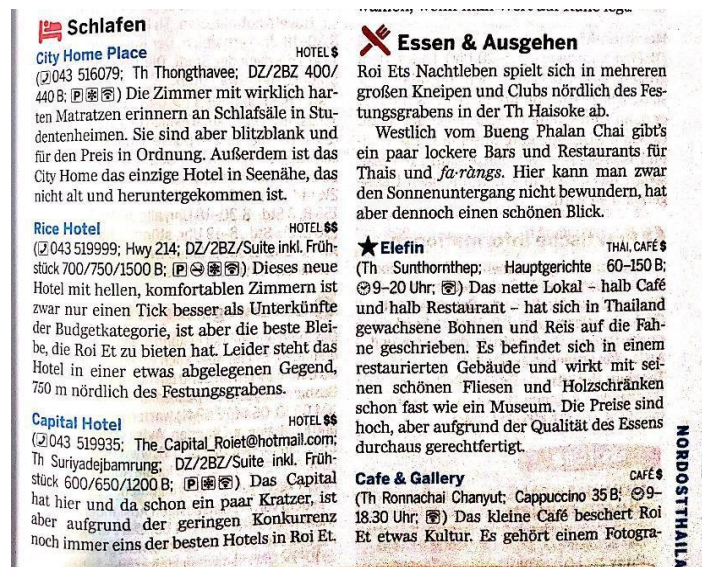 Schlafen
City Home Place HOTEL $
(043 516079; Th Thongthavee; DZ/2BZ 400/
440 B; P) Die Zimmer mit wirklich har-
ten Matratzen erinnern an Schlafsäle in Stu-
dentenheimen. Sie sind aber blitzblank und
für den Preis in Ordnung. Außerdem ist das
City Home das einzige Hotel in Seenähe, das
nicht alt und heruntergekommen ist.
Rice Hotel HOTEL $$
(043 519999; Hwy 214; DZ/2BZ/Suite inkl. Früh-
stück 700/750/1500 B; P) Dieses neue
Hotel mit hellen, komfortablen Zimmern ist
zwar nur einen Tick besser als Unterkünfte
der Budgetkategorie, ist aber die beste Blei-
be, die Roi Et zu bieten hat. Leider steht das
Hotel in einer etwas abgelegenen Gegend,
750 m nördlich des Festungsgrabens.
Capital Hotel HOTEL $$
(043 519935; The_Capital_Roiet@hotmail.com;
Th Suriyadejbamrung; DZ/2BZ/Suite inkl. Früh-
stück 600/650/1200 B; P) Das Capital
hat hier und da schon ein paar Kratzer, ist
aber aufgrund der geringen Konkurrenz
noch immer eins der besten Hotels in Roi Et.
Essen & Ausgehen
Roi Ets Nachtleben spielt sich in mehreren
großen Kneipen und Clubs nördlich des Fes-
tungsgrabens in der Th Haisoke ab.
Westlich vom Bueng Phalan Chai gibt's
ein paar lockere Bars und Restaurants für
Thais und fa·ràngs. Hier kann man zwar
den Sonnenuntergang nicht bewundern, hat
aber dennoch einen schönen Blick.
★Elefin THAI, CAFÉ $
(Th Sunthornthep; Hauptgerichte 60–150 B;
9–20 Uhr;) Das nette Lokal – halb Café
und halb Restaurant – hat sich in Thailand
gewachsene Bohnen und Reis auf die Fah-
ne geschrieben. Es befindet sich in einem
restaurierten Gebäude und wirkt mit sei-
nen schönen Fliesen und Holzschränken
schon fast wie ein Museum. Die Preise sind
hoch, aber aufgrund der Qualität des Essens
durchaus gerechtfertigt.
Cafe & Gallery CAFÉ $
(Th Ronnachai Chanyut; Cappuccino 35 B; 9–
18.30 Uhr;) Das kleine Café beschert Roi
Et etwas Kultur. Es gehört einem Fotogra-
NORDOSTTHAILA